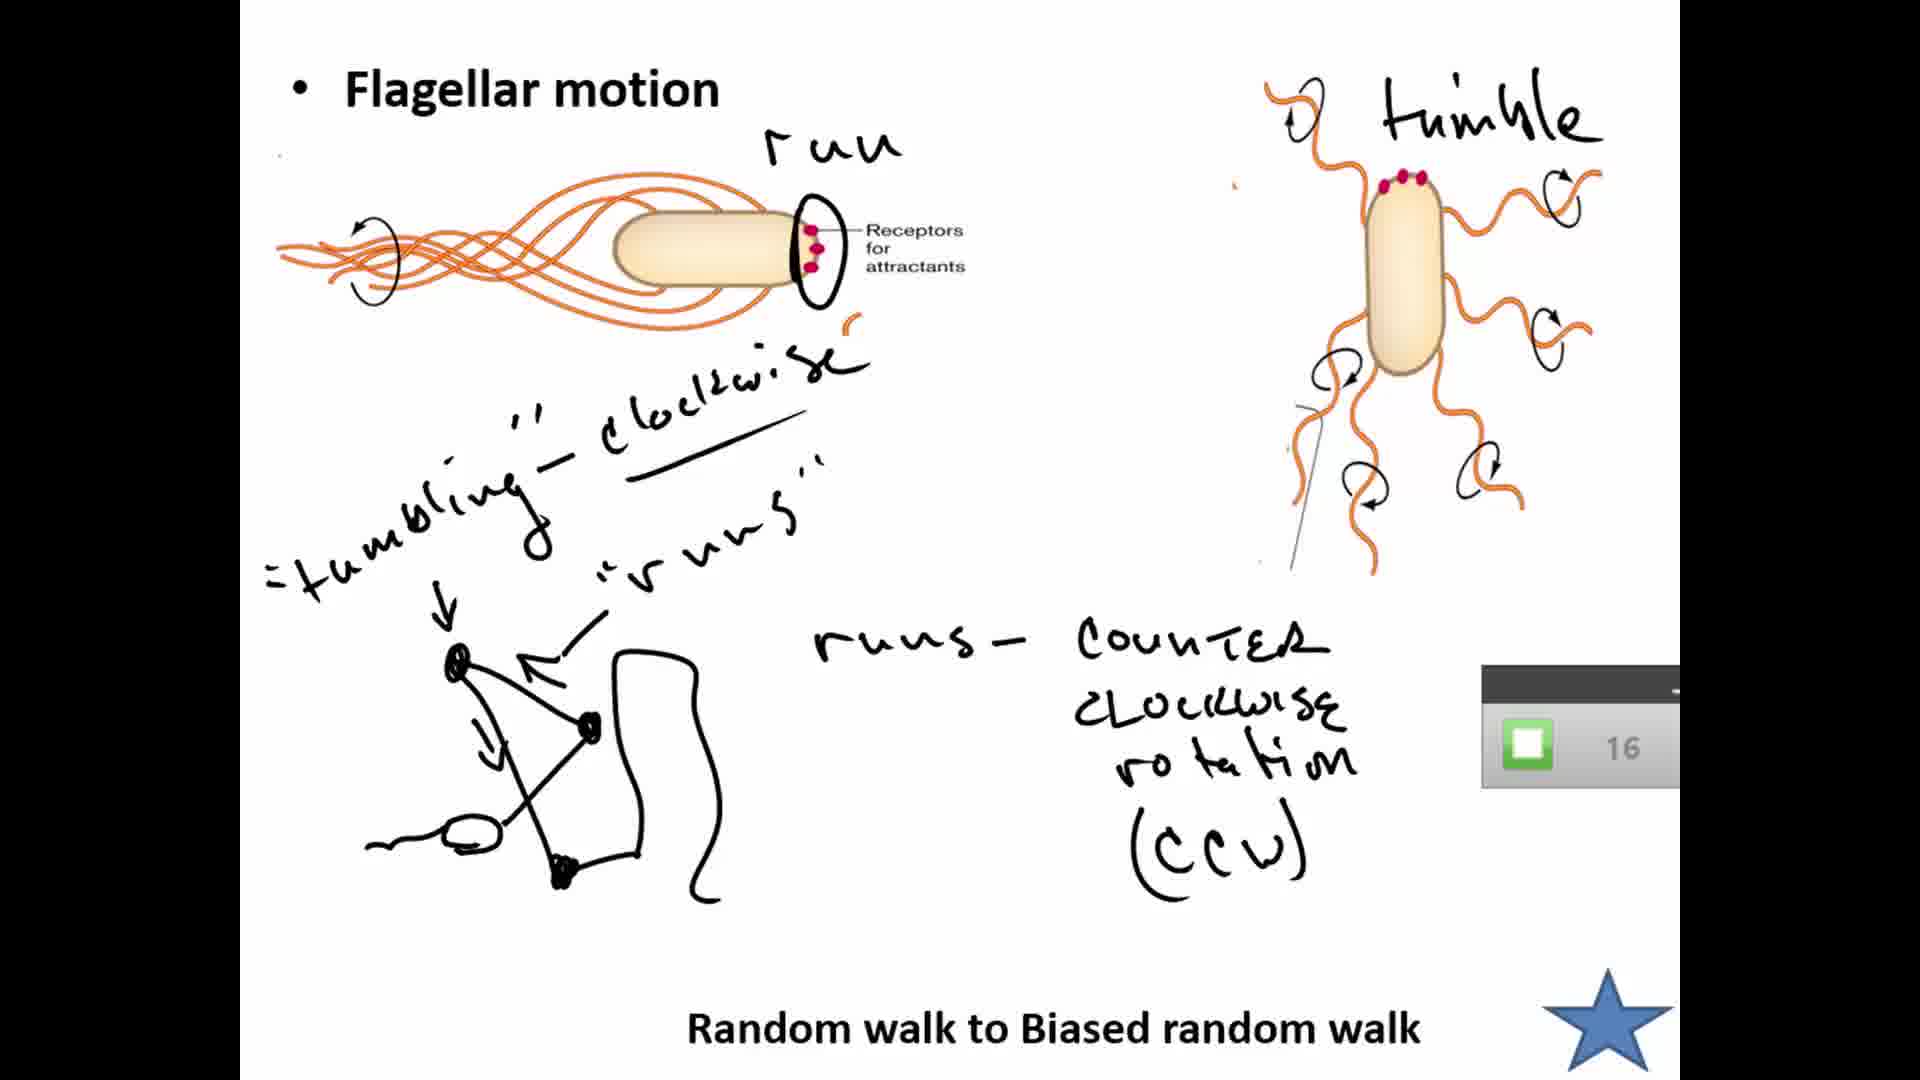 • Flagellar motion
run
tumble
Receptors
for
attractants
"tumbling" – clockwise
"runs"
runs – COUNTER
CLOCKWISE
rotation
(CCW)
16
Random walk to Biased random walk